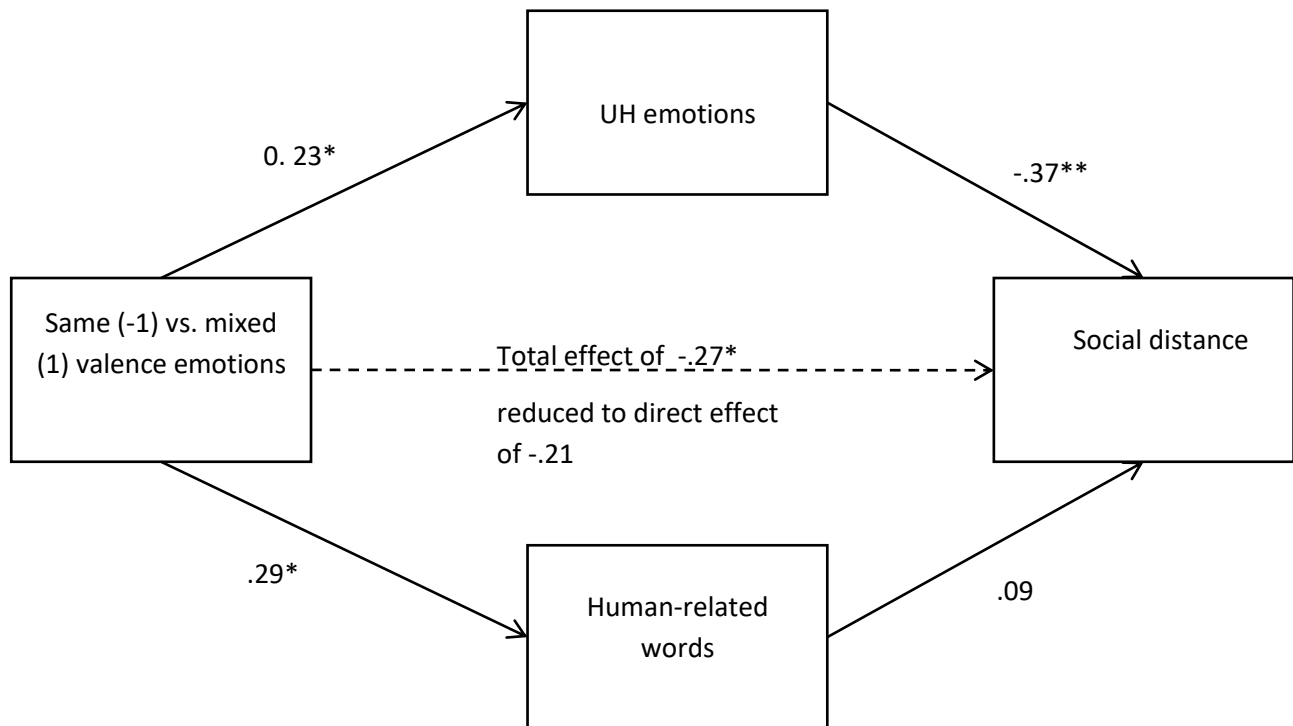 UH emotions
0. 23*
-.37**
Same (-1) vs. mixed
(1) valence emotions
Total effect of -.27*
reduced to direct effect
of -.21
Social distance
.29*
Human-related
words
.09